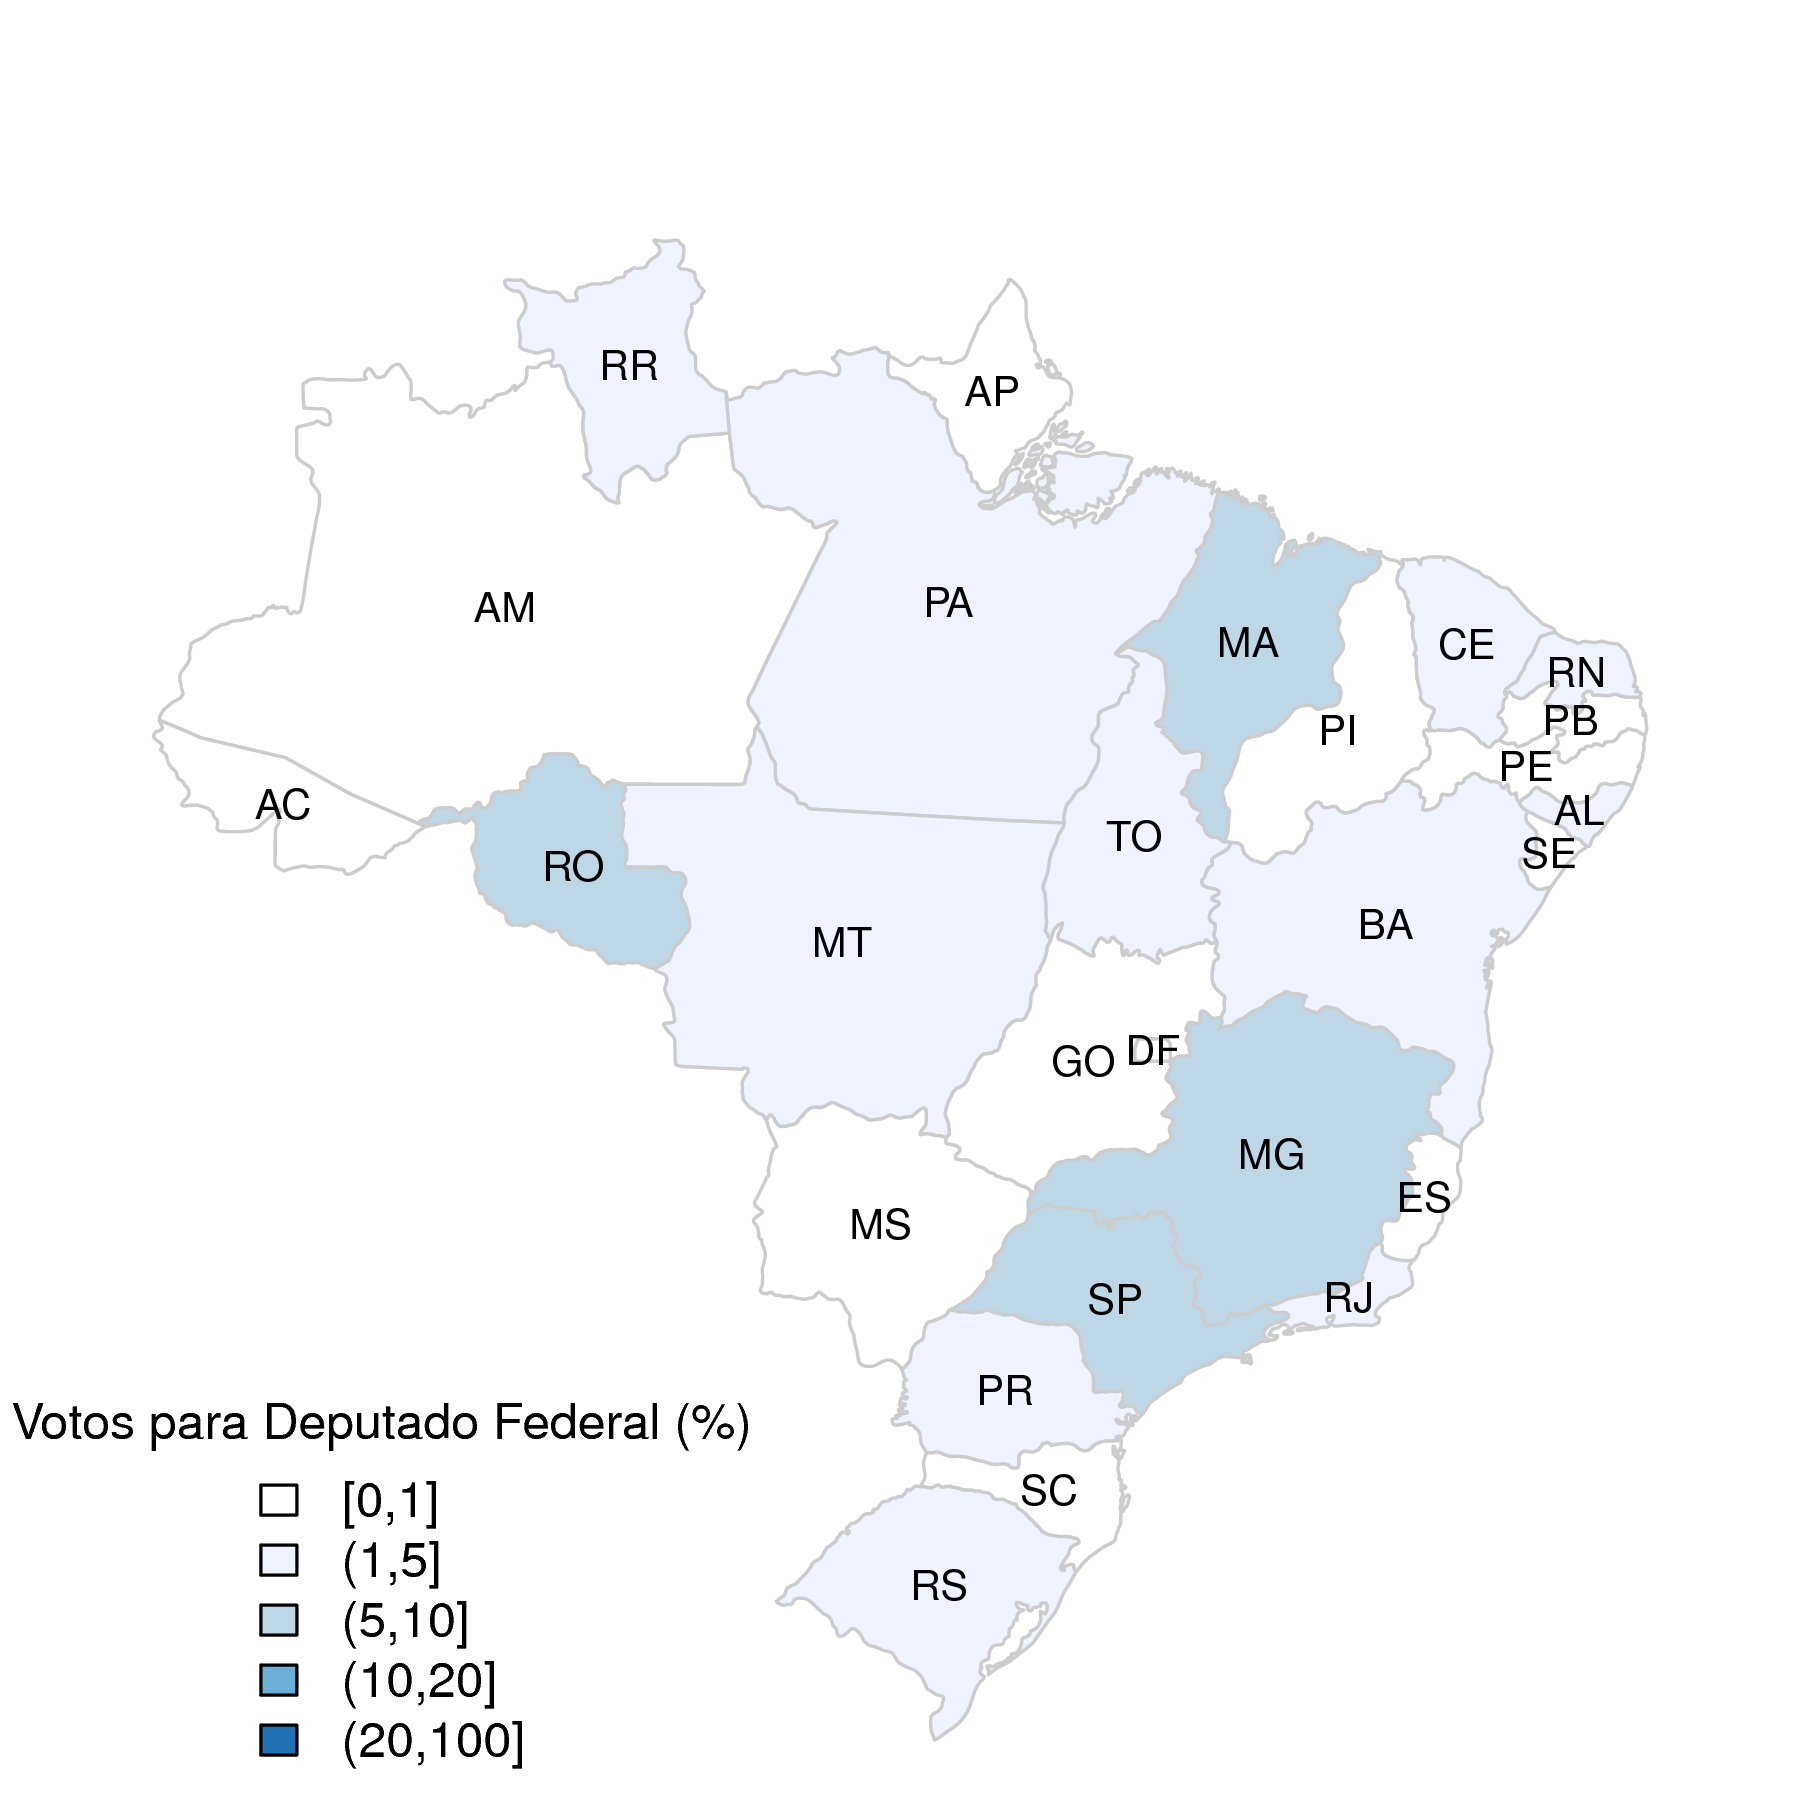 RR
AP
AM
PA
MA
CE
RN
PB
PI
PE
AC
AL
TO
SE
RO
BA
MT
DF
GO
MG
ES
MS
RJ
SP
PR
Votos para Deputado Federal (%)
SC
[0,1]
(1,5]
RS
(5,10]
(10,20]
(20,100]